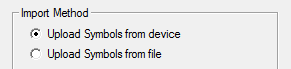 Import Method
Upload Symbols from device
Upload Symbols from file